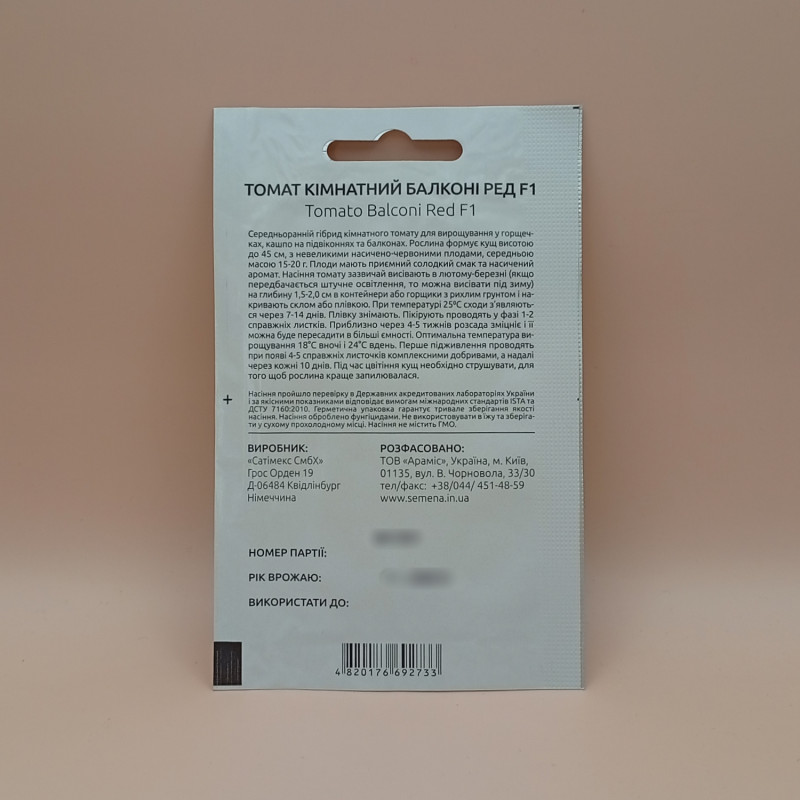 ТОМАТ КІМНАТНИЙ БАЛКОНІ РЕД F1
Tomato Balconi Red F1
Середньоранній гібрид кімнатного томату для вирощування у горщеч-
ках, кашпо на підвіконнях та балконах. Рослина формує кущ висотою
до 45 см, з невеликими насичено-червоними плодами, середньою
масою 15-20 г. Плоди мають приємний солодкий смак та насичений
аромат. Насіння томату зазвичай висівають в лютому-березні (якщо
передбачається штучне освітлення, то можна висівати під зиму)
на глибину 1,5-2,0 см в контейнери або горщики з рихлим грунтом і на-
кривають склом або плівкою. При температурі 25°С сходи з'являють-
ся через 7-14 днів. Плівку знімають. Пікірують проводять у фазі 1-2
справжніх листків. Приблизно через 4-5 тижнів розсада зміцніє і її
можна буде пересадити в більші ємності. Оптимальна температура ви-
рощування 18°С вночі і 24°С вдень. Перше підживлення проводять
при появі 4-5 справжніх листочків комплексними добривами, а надалі
через кожні 10 днів. Під час цвітіння кущ необхідно струшувати, для
того щоб рослина краще запилювалася.
Насіння пройшло перевірку в Державних акредитованих лабораторіях України
і за якісними показниками відповідає вимогам міжнародних стандартів ISTA та
ДСТУ 7160:2010. Герметична упаковка гарантує тривале зберігання якості
насіння. Насіння оброблено фунгіцидами. Не використовувати в їжу та зберіга-
ти у сухому прохолодному місці. Насіння не містить ГМО.
ВИРОБНИК:
«Сатімекс СмбХ»
Грос Орден 19
Д-06484 Квідлінбург
Німеччина
РОЗФАСОВАНО:
ТОВ «Араміс», Україна, м. Київ,
01135, вул. В. Чорновола, 33/30
тел/факс: +38/044/ 451-48-59
www.semena.in.ua
НОМЕР ПАРТІЇ:
РІК ВРОЖАЮ:
ВИКОРИСТАТИ ДО:
4 820176 692733